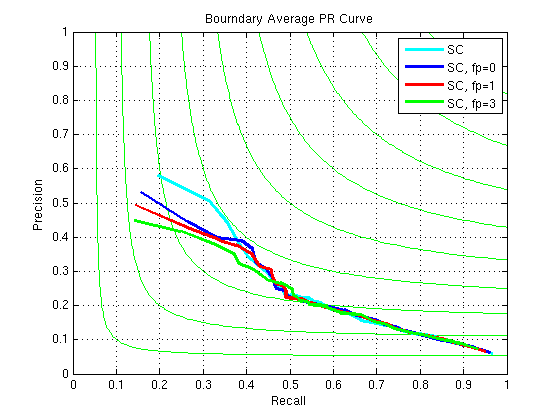 Bourndary Average PR Curve
SC
SC, fp=0
SC, fp=1
SC, fp=3
Precision
1
0.9
0.8
0.7
0.6
0.5
0.4
0.3
0.2
0.1
0
0 0.1 0.2 0.3 0.4 0.5 0.6 0.7 0.8 0.9 1
Recall